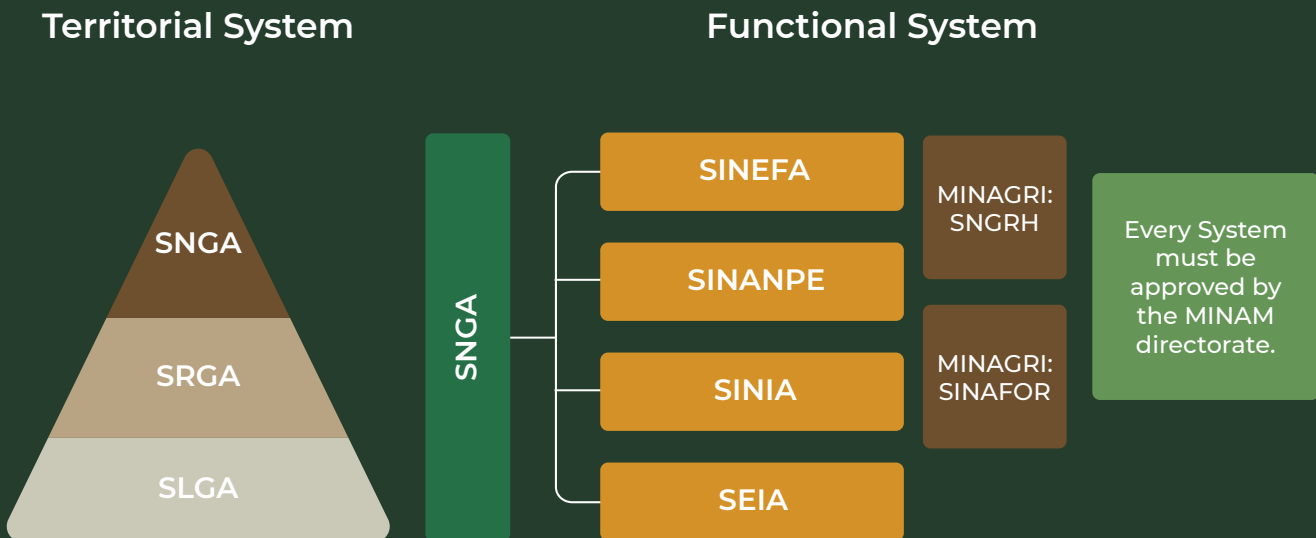 Territorial System
Functional System
SNGA
SRGA
SLGA
SNGA
SINEFA
SINANPE
SINIA
SEIA
MINAGRI:
SNGRH
MINAGRI:
SINAFOR
Every System
must be
approved by
the MINAM
directorate.